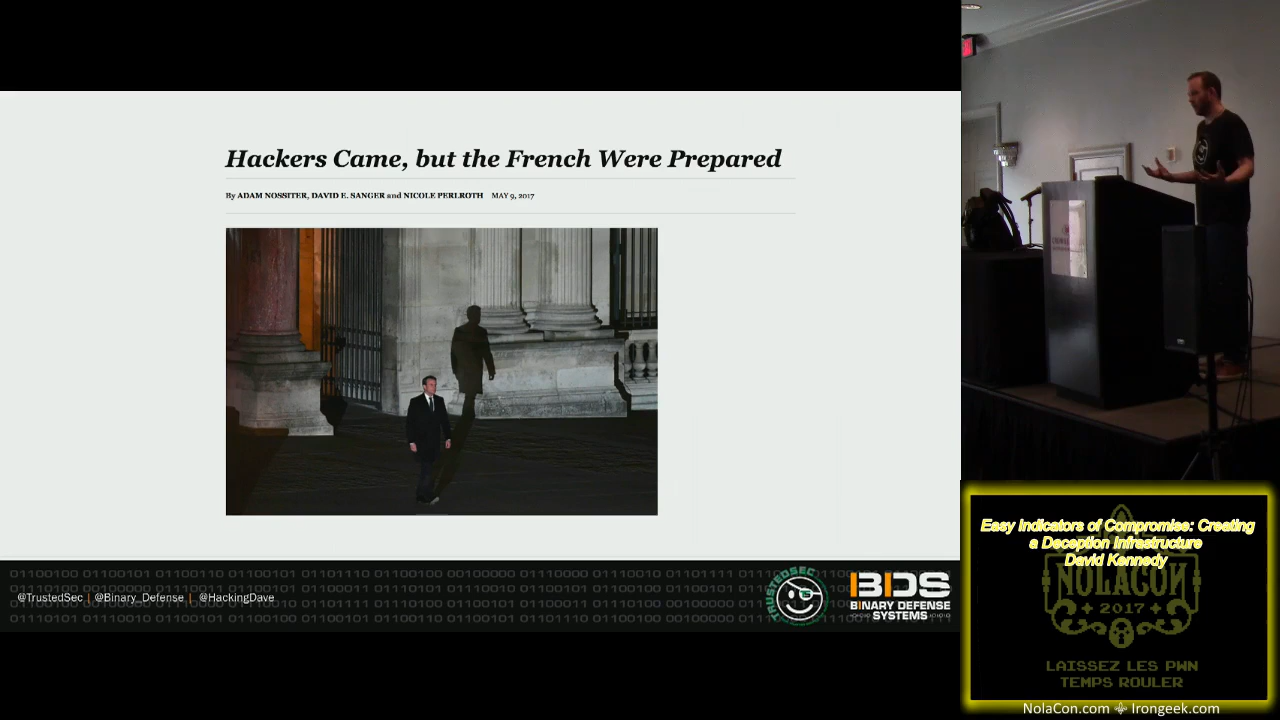 Hackers Came, but the French Were Prepared
By ADAM NOSSITER, DAVID E. SANGER and NICOLE PERLROTH MAY 9, 2017
@TrustedSec | @Binary_Defense | @HackingDave
TRUSTEDSEC
BDS
BINARY DEFENSE
SYSTEMS
Easy Indicators of Compromise: Creating
a Deception Infrastructure
David Kennedy
NOLACON
2017
LAISSEZ LES PWN
TEMPS ROULER
NolaCon.com Irongeek.com